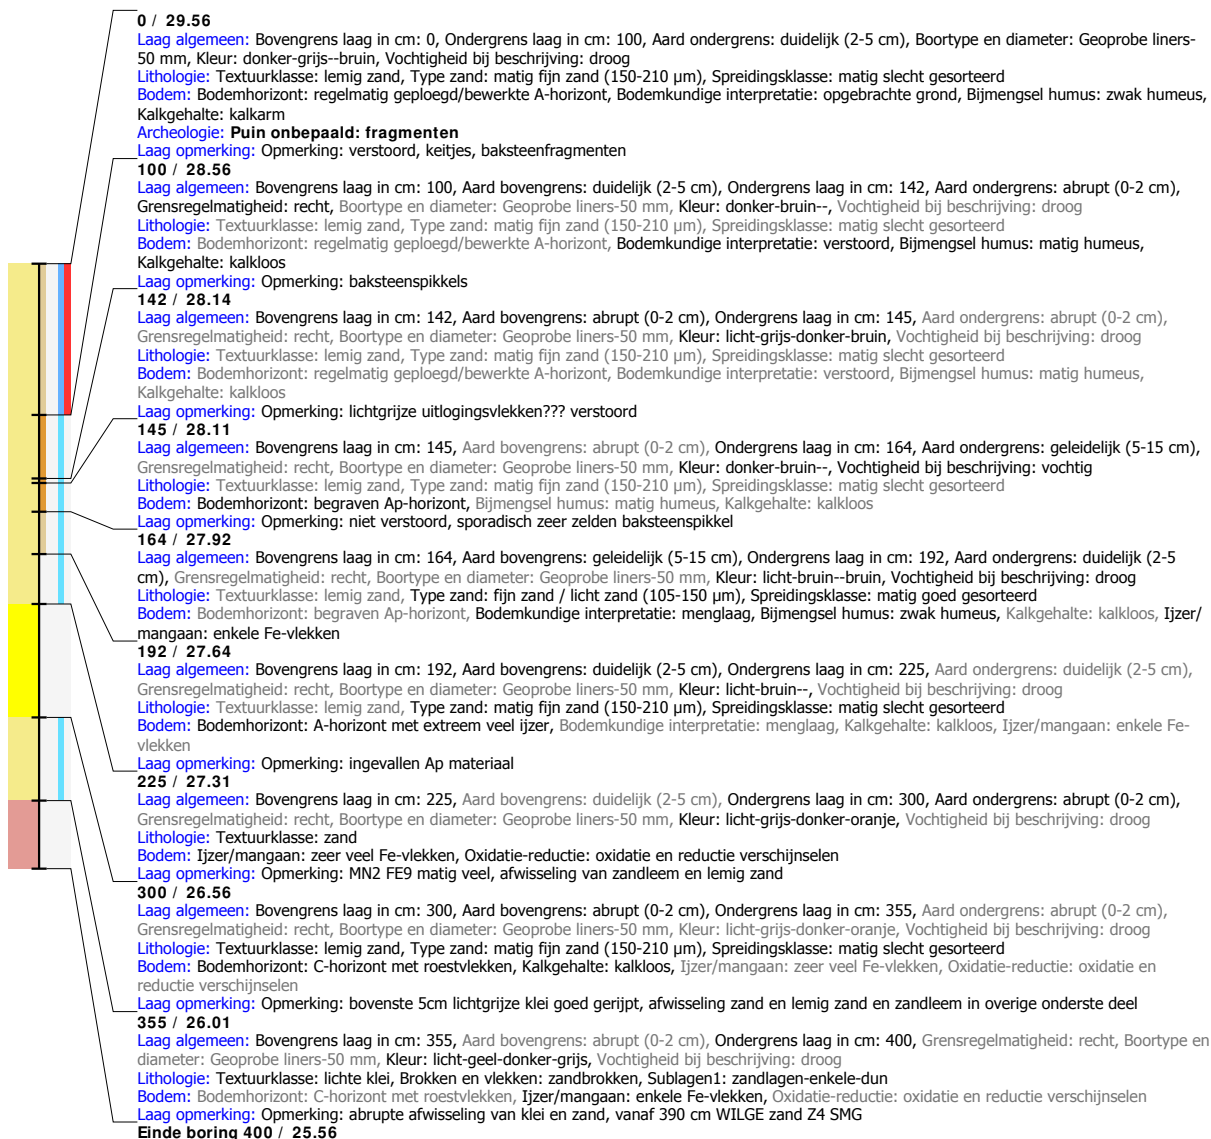 0 / 29.56
Laag algemeen: Bovengrens laag in cm: 0, Ondergrens laag in cm: 100, Aard ondergrens: duidelijk (2-5 cm), Boortype en diameter: Geoprobe liners-
50 mm, Kleur: donker-grijs--bruin, Vochtigheid bij beschrijving: droog
Lithologie: Textuurklasse: lemig zand, Type zand: matig fijn zand (150-210 µm), Spreidingsklasse: matig slecht gesorteerd
Bodem: Bodemhorizont: regelmatig geploegd/bewerkte A-horizont, Bodemkundige interpretatie: opgebrachte grond, Bijmengsel humus: zwak humeus,
Kalkgehalte: kalkarm
Archeologie: Puin onbepaald: fragmenten
Laag opmerking: Opmerking: verstoord, keitjes, baksteenfragmenten
100 / 28.56
Laag algemeen: Bovengrens laag in cm: 100, Aard bovengrens: duidelijk (2-5 cm), Ondergrens laag in cm: 142, Aard ondergrens: abrupt (0-2 cm),
Grensregelmatigheid: recht, Boortype en diameter: Geoprobe liners-50 mm, Kleur: donker-bruin--, Vochtigheid bij beschrijving: droog
Lithologie: Textuurklasse: lemig zand, Type zand: matig fijn zand (150-210 µm), Spreidingsklasse: matig slecht gesorteerd
Bodem: Bodemhorizont: regelmatig geploegd/bewerkte A-horizont, Bodemkundige interpretatie: verstoord, Bijmengsel humus: matig humeus,
Kalkgehalte: kalkloos
Laag opmerking: Opmerking: baksteenspikkels
142 / 28.14
Laag algemeen: Bovengrens laag in cm: 142, Aard bovengrens: abrupt (0-2 cm), Ondergrens laag in cm: 145, Aard ondergrens: abrupt (0-2 cm),
Grensregelmatigheid: recht, Boortype en diameter: Geoprobe liners-50 mm, Kleur: licht-grijs-donker-bruin, Vochtigheid bij beschrijving: droog
Lithologie: Textuurklasse: lemig zand, Type zand: matig fijn zand (150-210 µm), Spreidingsklasse: matig slecht gesorteerd
Bodem: Bodemhorizont: regelmatig geploegd/bewerkte A-horizont, Bodemkundige interpretatie: verstoord, Bijmengsel humus: matig humeus,
Kalkgehalte: kalkloos
Laag opmerking: Opmerking: lichtgrijze uitlogingsvlekken??? verstoord
145 / 28.11
Laag algemeen: Bovengrens laag in cm: 145, Aard bovengrens: abrupt (0-2 cm), Ondergrens laag in cm: 164, Aard ondergrens: geleidelijk (5-15 cm),
Grensregelmatigheid: recht, Boortype en diameter: Geoprobe liners-50 mm, Kleur: donker-bruin--, Vochtigheid bij beschrijving: vochtig
Lithologie: Textuurklasse: lemig zand, Type zand: matig fijn zand (150-210 µm), Spreidingsklasse: matig slecht gesorteerd
Bodem: Bodemhorizont: begraven Ap-horizont, Bijmengsel humus: matig humeus, Kalkgehalte: kalkloos
Laag opmerking: Opmerking: niet verstoord, sporadisch zeer zelden baksteenspikkel
164 / 27.92
Laag algemeen: Bovengrens laag in cm: 164, Aard bovengrens: geleidelijk (5-15 cm), Ondergrens laag in cm: 192, Aard ondergrens: duidelijk (2-5
cm), Grensregelmatigheid: recht, Boortype en diameter: Geoprobe liners-50 mm, Kleur: licht-bruin--bruin, Vochtigheid bij beschrijving: droog
Lithologie: Textuurklasse: lemig zand, Type zand: fijn zand / licht zand (105-150 µm), Spreidingsklasse: matig goed gesorteerd
Bodem: Bodemhorizont: begraven Ap-horizont, Bodemkundige interpretatie: menglaag, Bijmengsel humus: zwak humeus, Kalkgehalte: kalkloos, Ijzer/
mangaan: enkele Fe-vlekken
192 / 27.64
Laag algemeen: Bovengrens laag in cm: 192, Aard bovengrens: duidelijk (2-5 cm), Ondergrens laag in cm: 225, Aard ondergrens: duidelijk (2-5 cm),
Grensregelmatigheid: recht, Boortype en diameter: Geoprobe liners-50 mm, Kleur: licht-bruin--, Vochtigheid bij beschrijving: droog
Lithologie: Textuurklasse: lemig zand, Type zand: matig fijn zand (150-210 µm), Spreidingsklasse: matig slecht gesorteerd
Bodem: Bodemhorizont: A-horizont met extreem veel ijzer, Bodemkundige interpretatie: menglaag, Kalkgehalte: kalkloos, Ijzer/mangaan: enkele Fe-
vlekken
Laag opmerking: Opmerking: ingevallen Ap materiaal
225 / 27.31
Laag algemeen: Bovengrens laag in cm: 225, Aard bovengrens: duidelijk (2-5 cm), Ondergrens laag in cm: 300, Aard ondergrens: abrupt (0-2 cm),
Grensregelmatigheid: recht, Boortype en diameter: Geoprobe liners-50 mm, Kleur: licht-grijs-donker-oranje, Vochtigheid bij beschrijving: droog
Lithologie: Textuurklasse: zand
Bodem: Ijzer/mangaan: zeer veel Fe-vlekken, Oxidatie-reductie: oxidatie en reductie verschijnselen
Laag opmerking: Opmerking: MN2 FE9 matig veel, afwisseling van zandleem en lemig zand
300 / 26.56
Laag algemeen: Bovengrens laag in cm: 300, Aard bovengrens: abrupt (0-2 cm), Ondergrens laag in cm: 355, Aard ondergrens: abrupt (0-2 cm),
Grensregelmatigheid: recht, Boortype en diameter: Geoprobe liners-50 mm, Kleur: licht-grijs-donker-oranje, Vochtigheid bij beschrijving: droog
Lithologie: Textuurklasse: lemig zand, Type zand: matig fijn zand (150-210 µm), Spreidingsklasse: matig slecht gesorteerd
Bodem: Bodemhorizont: C-horizont met roestvlekken, Kalkgehalte: kalkloos, Ijzer/mangaan: zeer veel Fe-vlekken, Oxidatie-reductie: oxidatie en
reductie verschijnselen
Laag opmerking: Opmerking: bovenste 5cm lichtgrijze klei goed gerijpt, afwisseling zand en lemig zand en zandleem in overige onderste deel
355 / 26.01
Laag algemeen: Bovengrens laag in cm: 355, Aard bovengrens: abrupt (0-2 cm), Ondergrens laag in cm: 400, Grensregelmatigheid: recht, Boortype en
diameter: Geoprobe liners-50 mm, Kleur: licht-geel-donker-grijs, Vochtigheid bij beschrijving: droog
Lithologie: Textuurklasse: lichte klei, Brokken en vlekken: zandbrokken, Sublagen1: zandlagen-enkele-dun
Bodem: Bodemhorizont: C-horizont met roestvlekken, Ijzer/mangaan: enkele Fe-vlekken, Oxidatie-reductie: oxidatie en reductie verschijnselen
Laag opmerking: Opmerking: abrupte afwisseling van klei en zand, vanaf 390 cm WILGE zand Z4 SMG
Einde boring 400 / 25.56